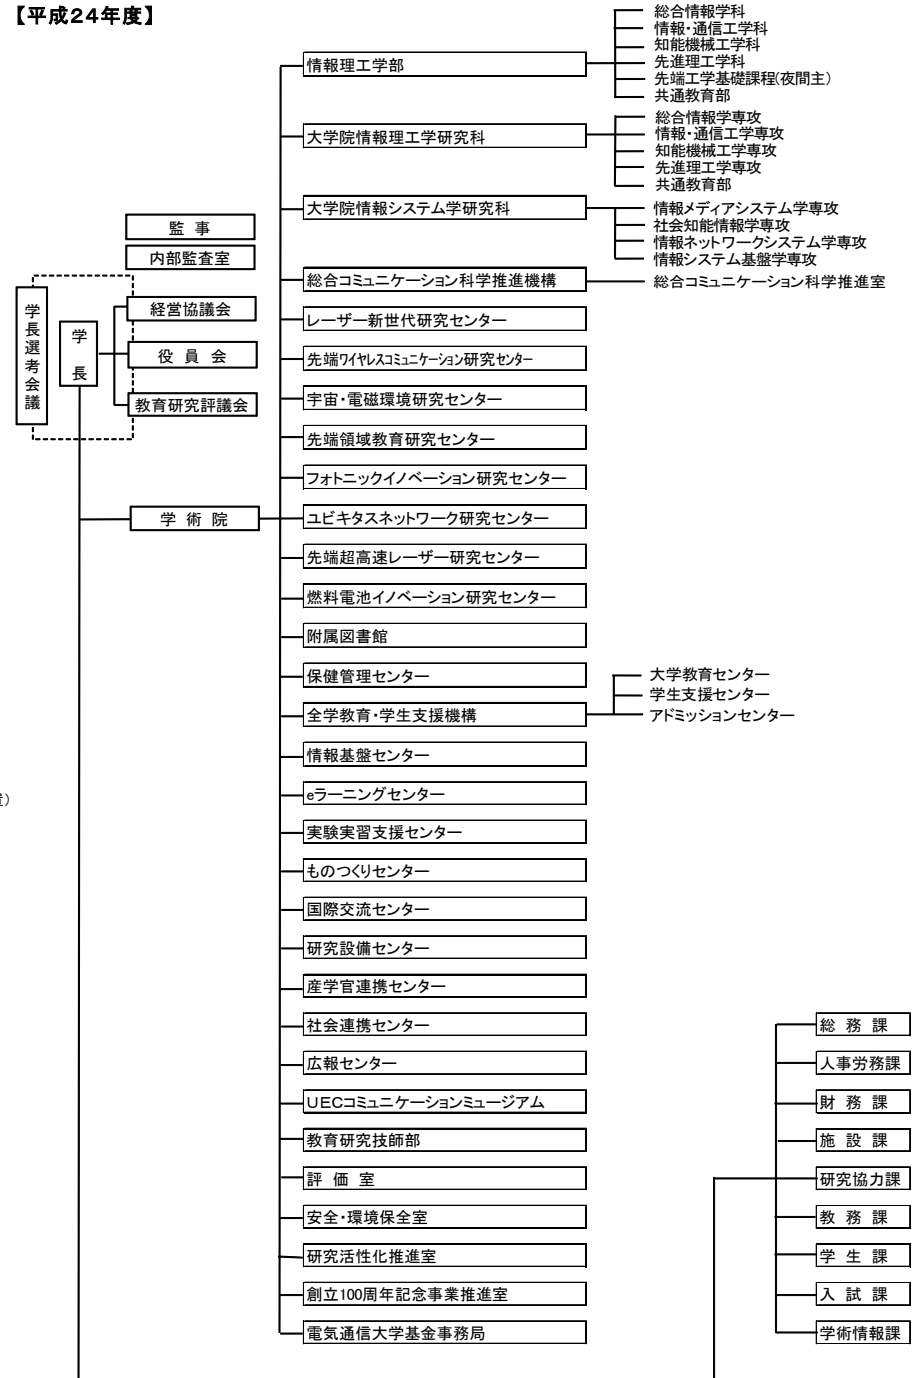 【平成24年度】
総合情報学科
情報・通信工学科
知能機械工学科
情報理工学部
先進理工学科
先端工学基礎課程(夜間主)
共通教育部
総合情報学専攻
情報・通信工学専攻
大学院情報理工学研究科
知能機械工学専攻
先進理工学専攻
共通教育部
大学院情報システム学研究科
情報メディアシステム学専攻
社会知能情報学専攻
情報ネットワークシステム学専攻
情報システム基盤学専攻
監 事
内部監査室
総合コミュニケーション科学推進機構
総合コミュニケーション科学推進室
学長選考会議
学 長
経営協議会
役 員 会
教育研究評議会
レーザー新世代研究センター
先端ワイヤレスコミュニケーション研究センター
宇宙・電磁環境研究センター
先端領域教育研究センター
フォトニックイノベーション研究センター
学 術 院
ユビキタスネットワーク研究センター
先端超高速レーザー研究センター
燃料電池イノベーション研究センター
附属図書館
保健管理センター
大学教育センター
学生支援センター
全学教育・学生支援機構
アドミッションセンター
情報基盤センター
eラーニングセンター
)
実験実習支援センター
ものつくりセンター
国際交流センター
研究設備センター
産学官連携センター
社会連携センター
広報センター
UECコミュニケーションミュージアム
教育研究技師部
評 価 室
安全・環境保全室
研究活性化推進室
創立100周年記念事業推進室
電気通信大学基金事務局
総 務 課
人事労務課
財 務 課
施 設 課
研究協力課
教 務 課
学 生 課
入 試 課
学術情報課